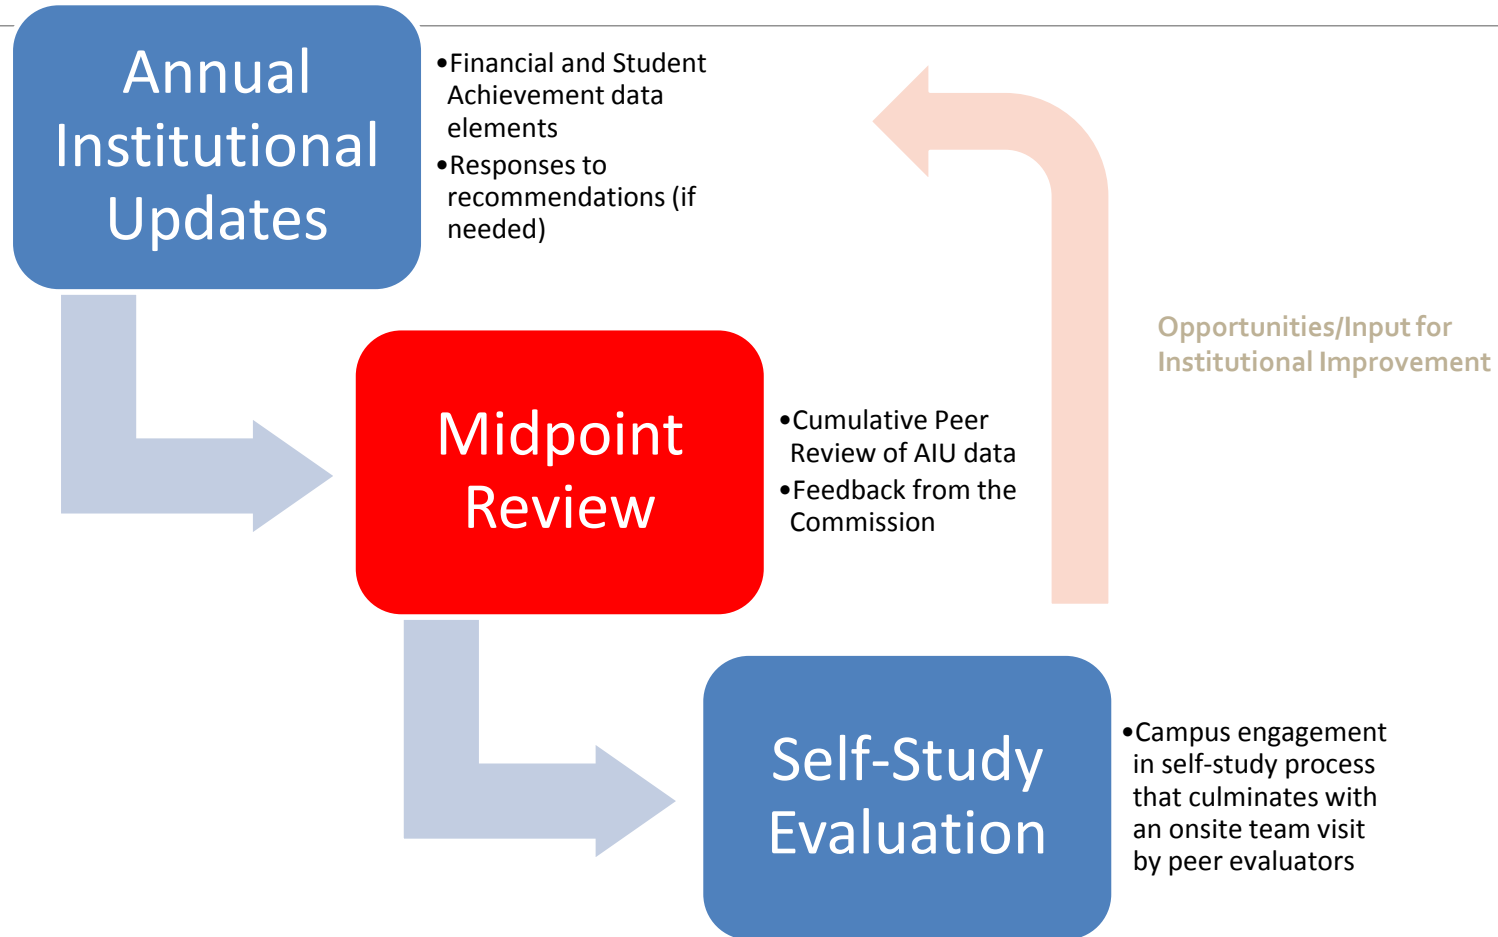 Annual
Institutional
Updates
•Financial and Student
Achievement data
elements
•Responses to
recommendations (if
needed)
Opportunities/Input for
Institutional Improvement
Midpoint
Review
•Cumulative Peer
Review of AIU data
•Feedback from the
Commission
Self-Study
Evaluation
•Campus engagement
in self-study process
that culminates with
an onsite team visit
by peer evaluators